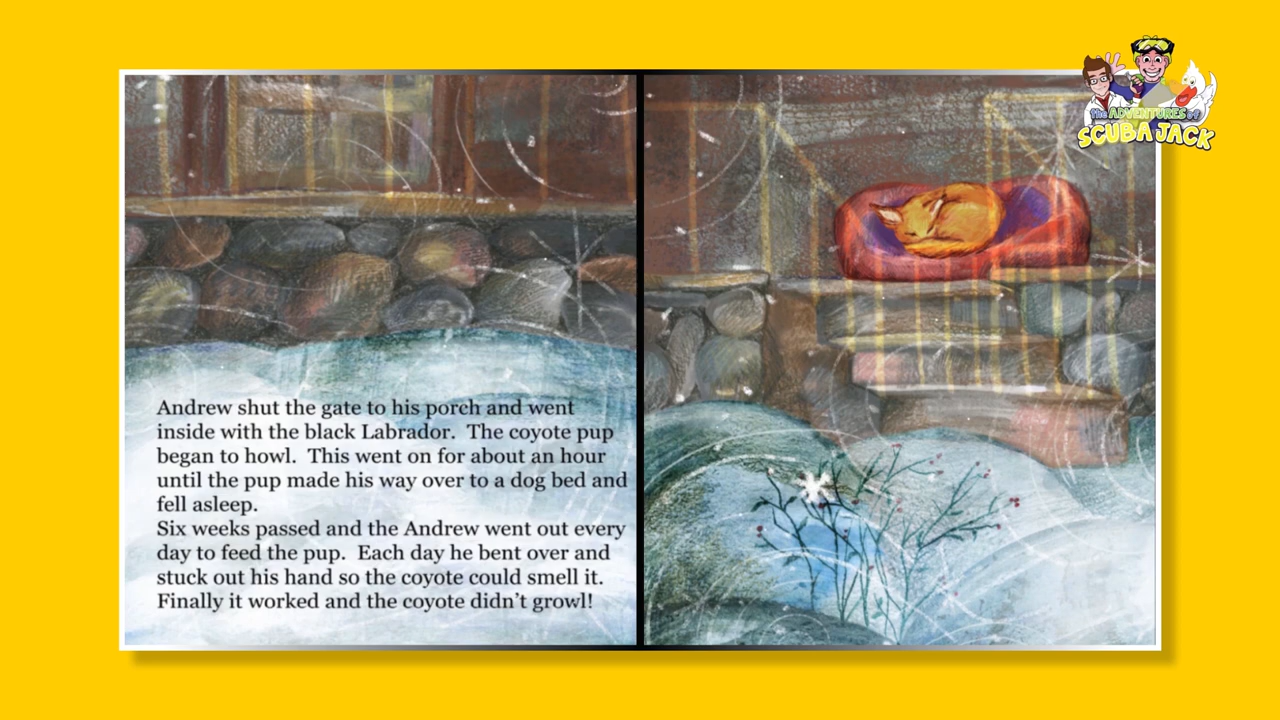 The ADVENTURES of
SCUBA JACK
Andrew shut the gate to his porch and went
inside with the black Labrador.  The coyote pup
began to howl.  This went on for about an hour
until the pup made his way over to a dog bed and
fell asleep.
Six weeks passed and the Andrew went out every
day to feed the pup.  Each day he bent over and
stuck out his hand so the coyote could smell it.
Finally it worked and the coyote didn't growl!